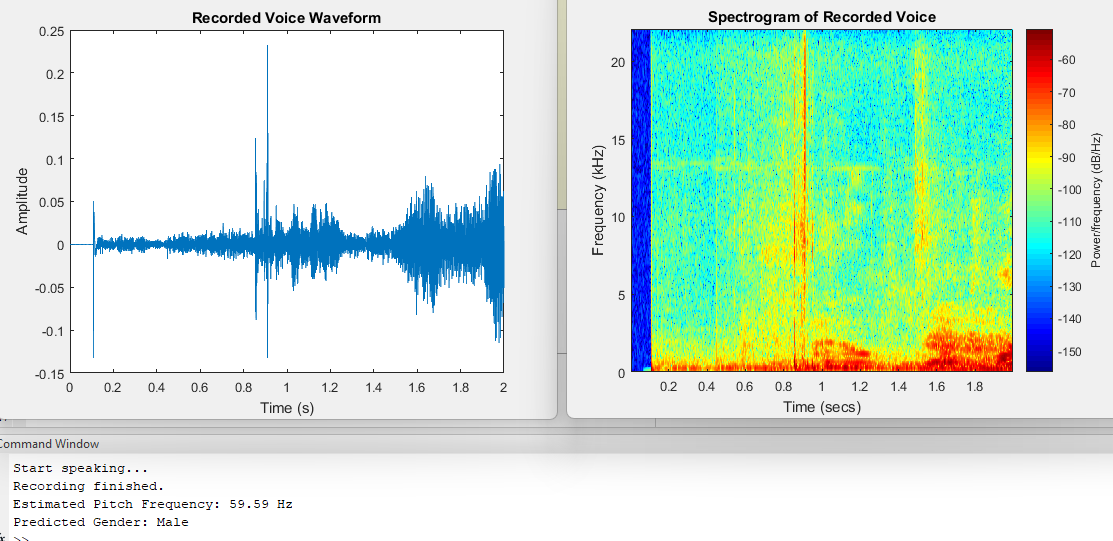 Recorded Voice Waveform
0.25
0.2
0.15
0.1
0.05
0
-0.05
-0.1
-0.15
Amplitude
0 0.2 0.4 0.6 0.8 1 1.2 1.4 1.6 1.8 2
Time (s)
Spectrogram of Recorded Voice
20
15
10
5
0
Frequency (kHz)
0.2 0.4 0.6 0.8 1 1.2 1.4 1.6 1.8
Time (secs)
-60
-70
-80
-90
-100
-110
-120
-130
-140
-150
Power/frequency (dB/Hz)
Command Window
Start speaking...
Recording finished.
Estimated Pitch Frequency: 59.59 Hz
Predicted Gender: Male
>>